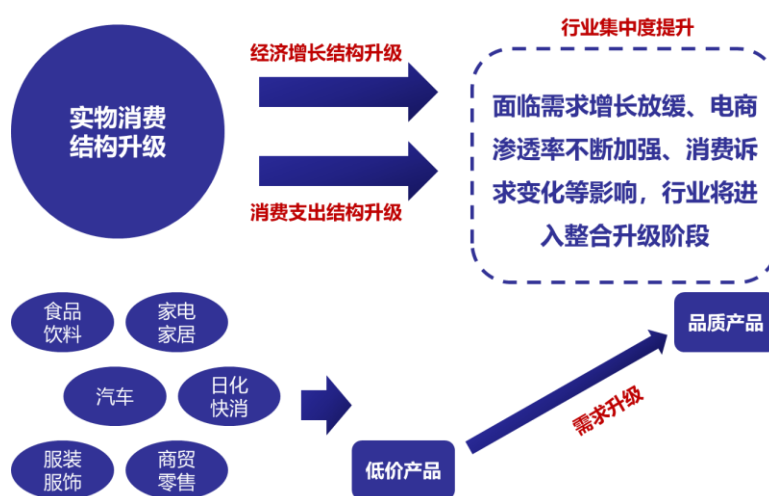 行业集中度提升
经济增长结构升级
实物消费
结构升级
消费支出结构升级
面临需求增长放缓、电商
渗透率不断加强、消费诉
求变化等影响，行业将进
入整合升级阶段
食品
饮料
家电
家居
汽车
日化
快消
服装
服饰
商贸
零售
低价产品
需求升级
品质产品